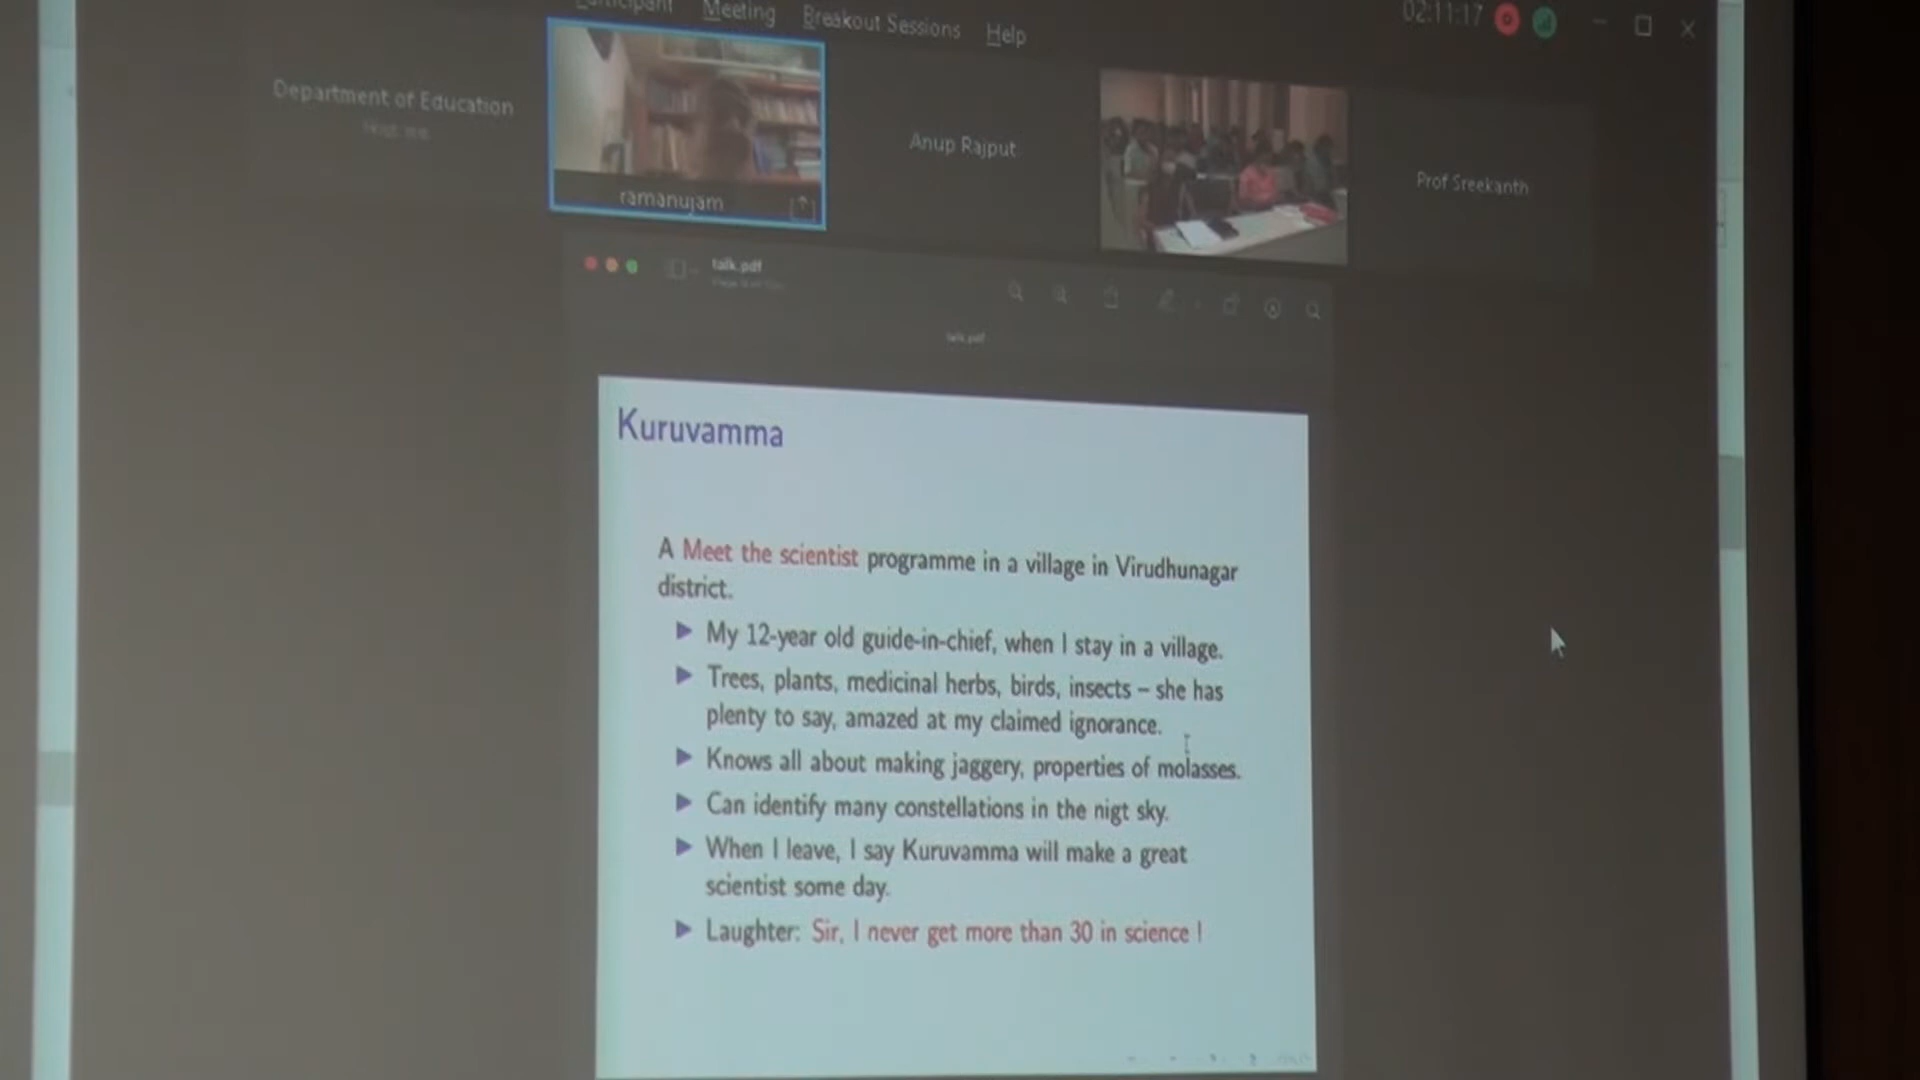 Participant Meeting Breakout Sessions Help
02:11:17
Department of Education
ramanujam
Anup Rajput
Prof Sreekanth
talk.pdf
talk.pdf
Kuruvamma
A Meet the scientist programme in a village in Virudhunagar
district.
▶ My 12-year old guide-in-chief, when I stay in a village.
▶ Trees, plants, medicinal herbs, birds, insects – she has
plenty to say, amazed at my claimed ignorance.
▶ Knows all about making jaggery, properties of molasses.
▶ Can identify many constellations in the nigt sky.
▶ When I leave, I say Kuruvamma will make a great
scientist some day.
▶ Laughter: Sir, I never get more than 30 in science !